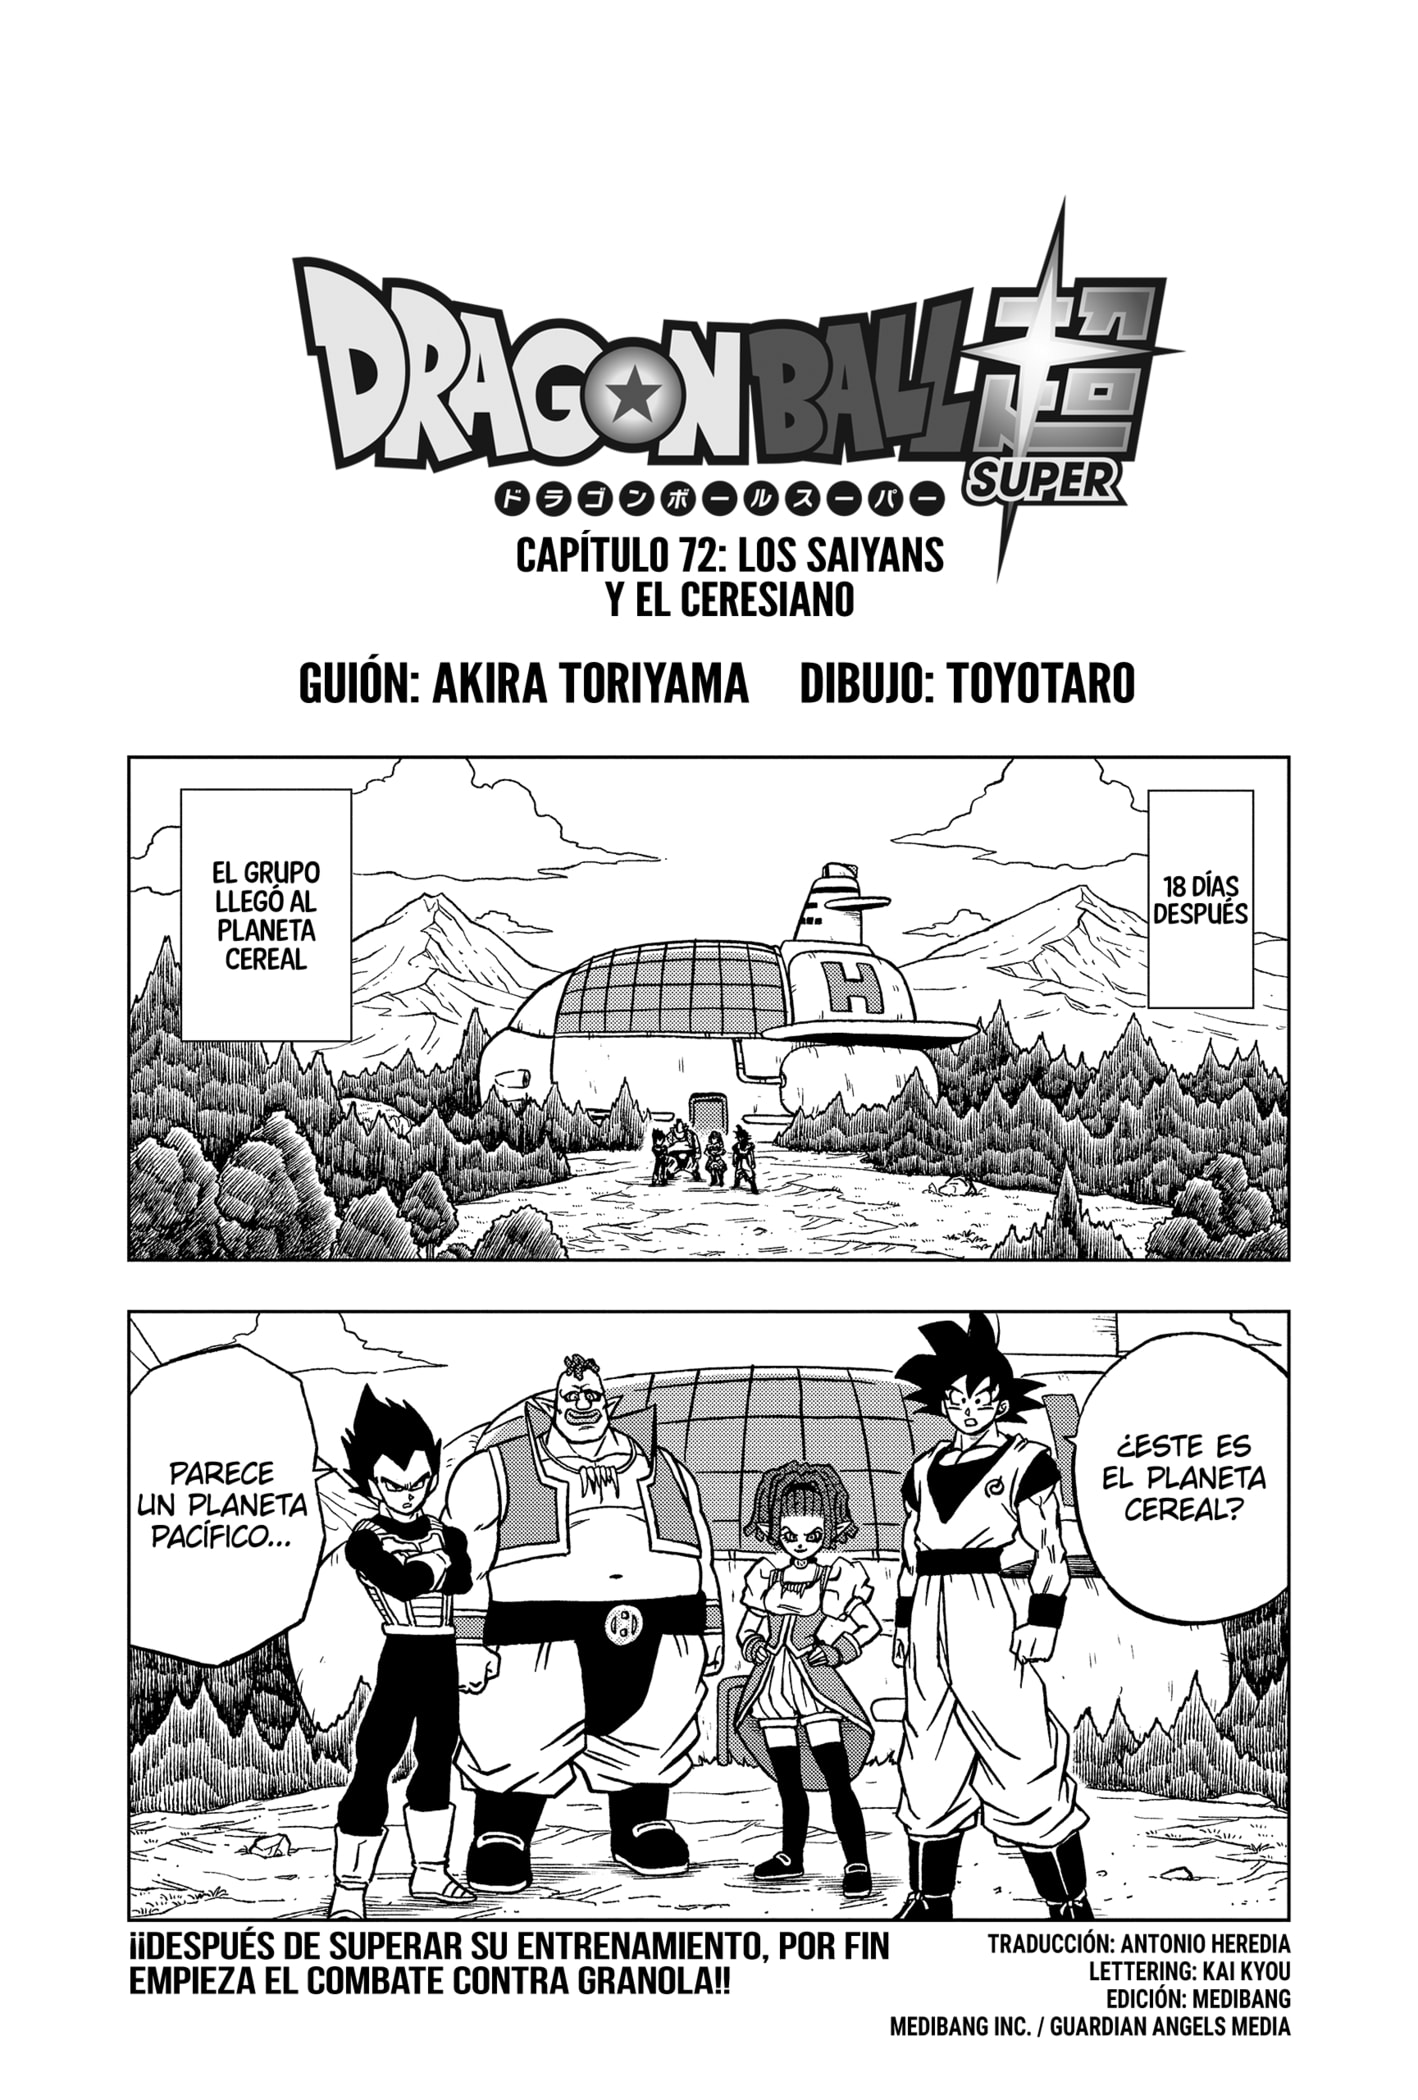 DRAGON BALL 超
SUPER
ドラゴンボールスーパー
CAPÍTULO 72: LOS SAIYANS
Y EL CERESIANO
GUIÓN: AKIRA TORIYAMA DIBUJO: TOYOTARO
18 DÍAS
DESPUÉS
EL GRUPO
LLEGÓ AL
PLANETA
CEREAL
H
¿ESTE ES
EL PLANETA
CEREAL?
PARECE
UN PLANETA
PACÍFICO...
¡¡DESPUÉS DE SUPERAR SU ENTRENAMIENTO, POR FIN
EMPIEZA EL COMBATE CONTRA GRANOLA!!
TRADUCCIÓN: ANTONIO HEREDIA
LETTERING: KAI KYOU
EDICIÓN: MEDIBANG
MEDIBANG INC. / GUARDIAN ANGELS MEDIA